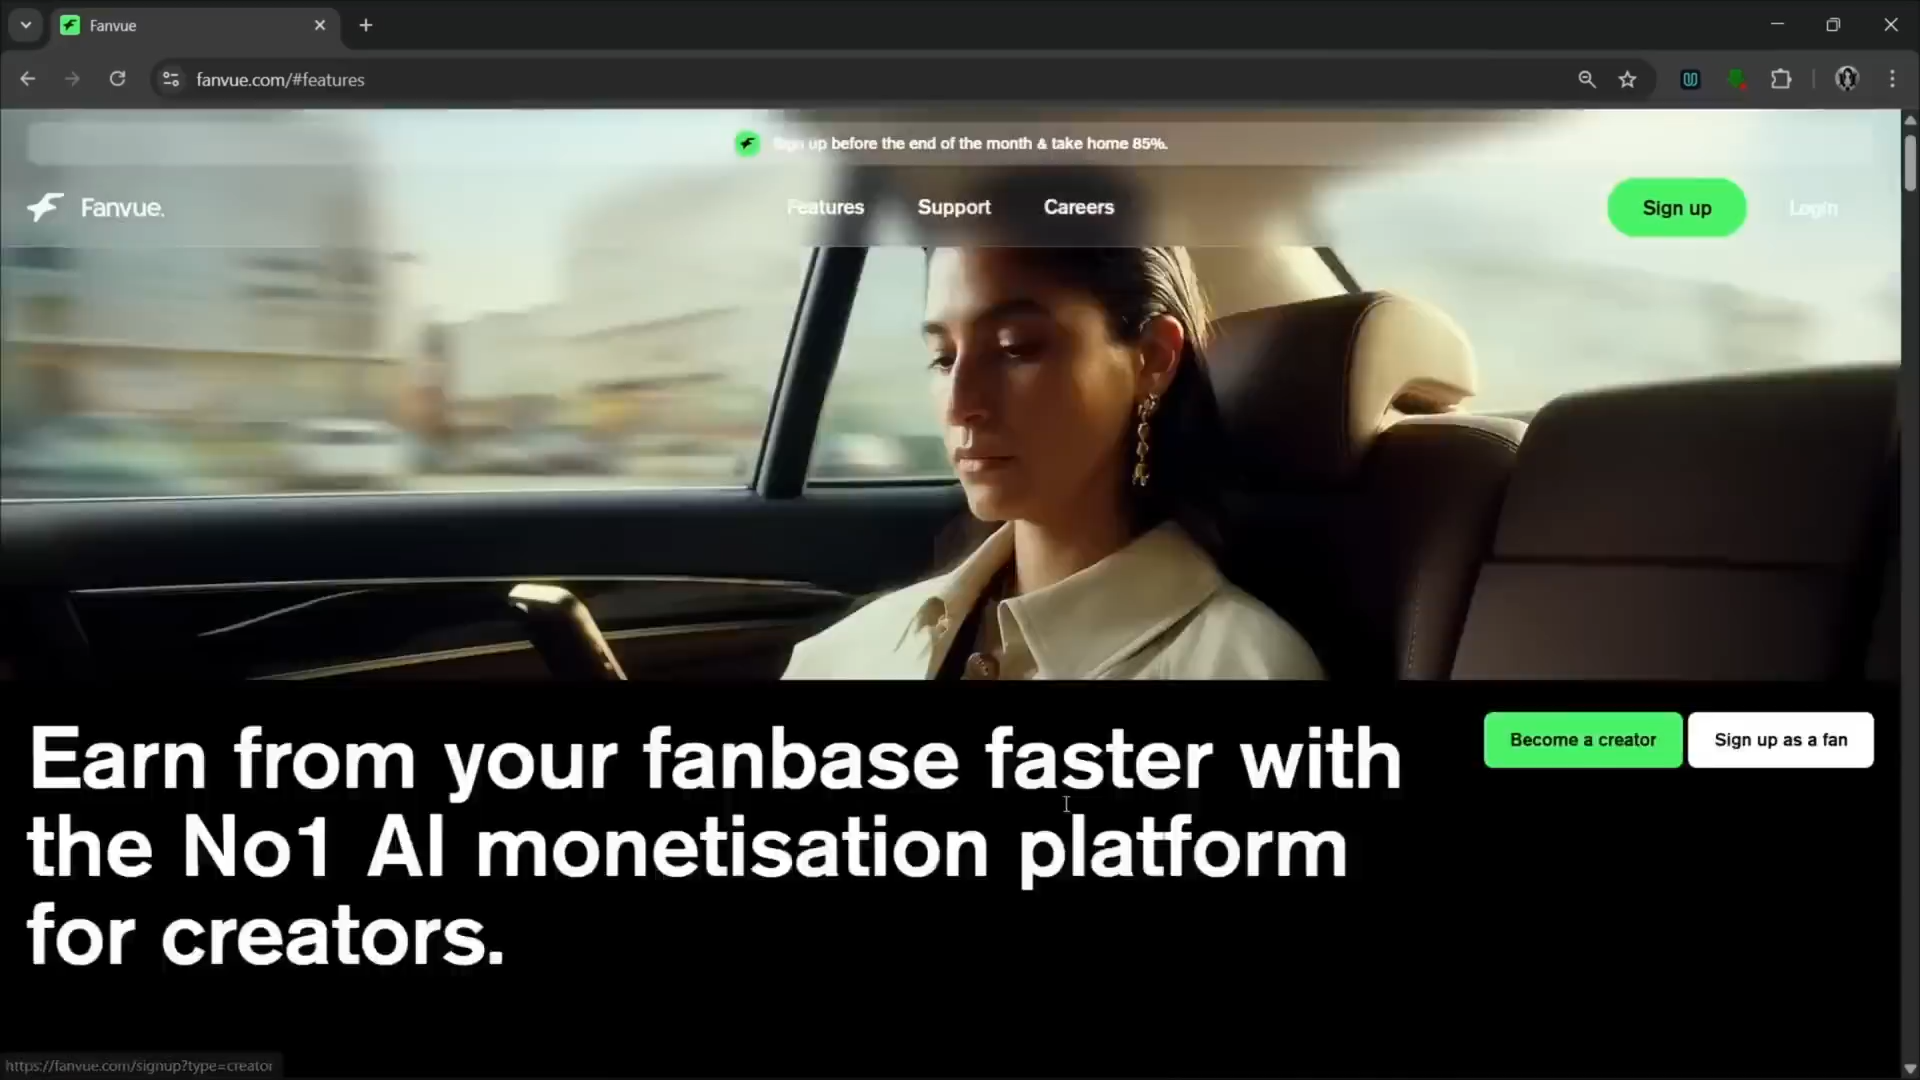 Fanvue
fanvue.com/#features
Sign up before the end of the month & take home 85%.
Fanvue.
Features
Support
Careers
Sign up
Login
Earn from your fanbase faster with
the No1 AI monetisation platform
for creators.
Become a creator
Sign up as a fan
https://fanvue.com/signup?type=creator